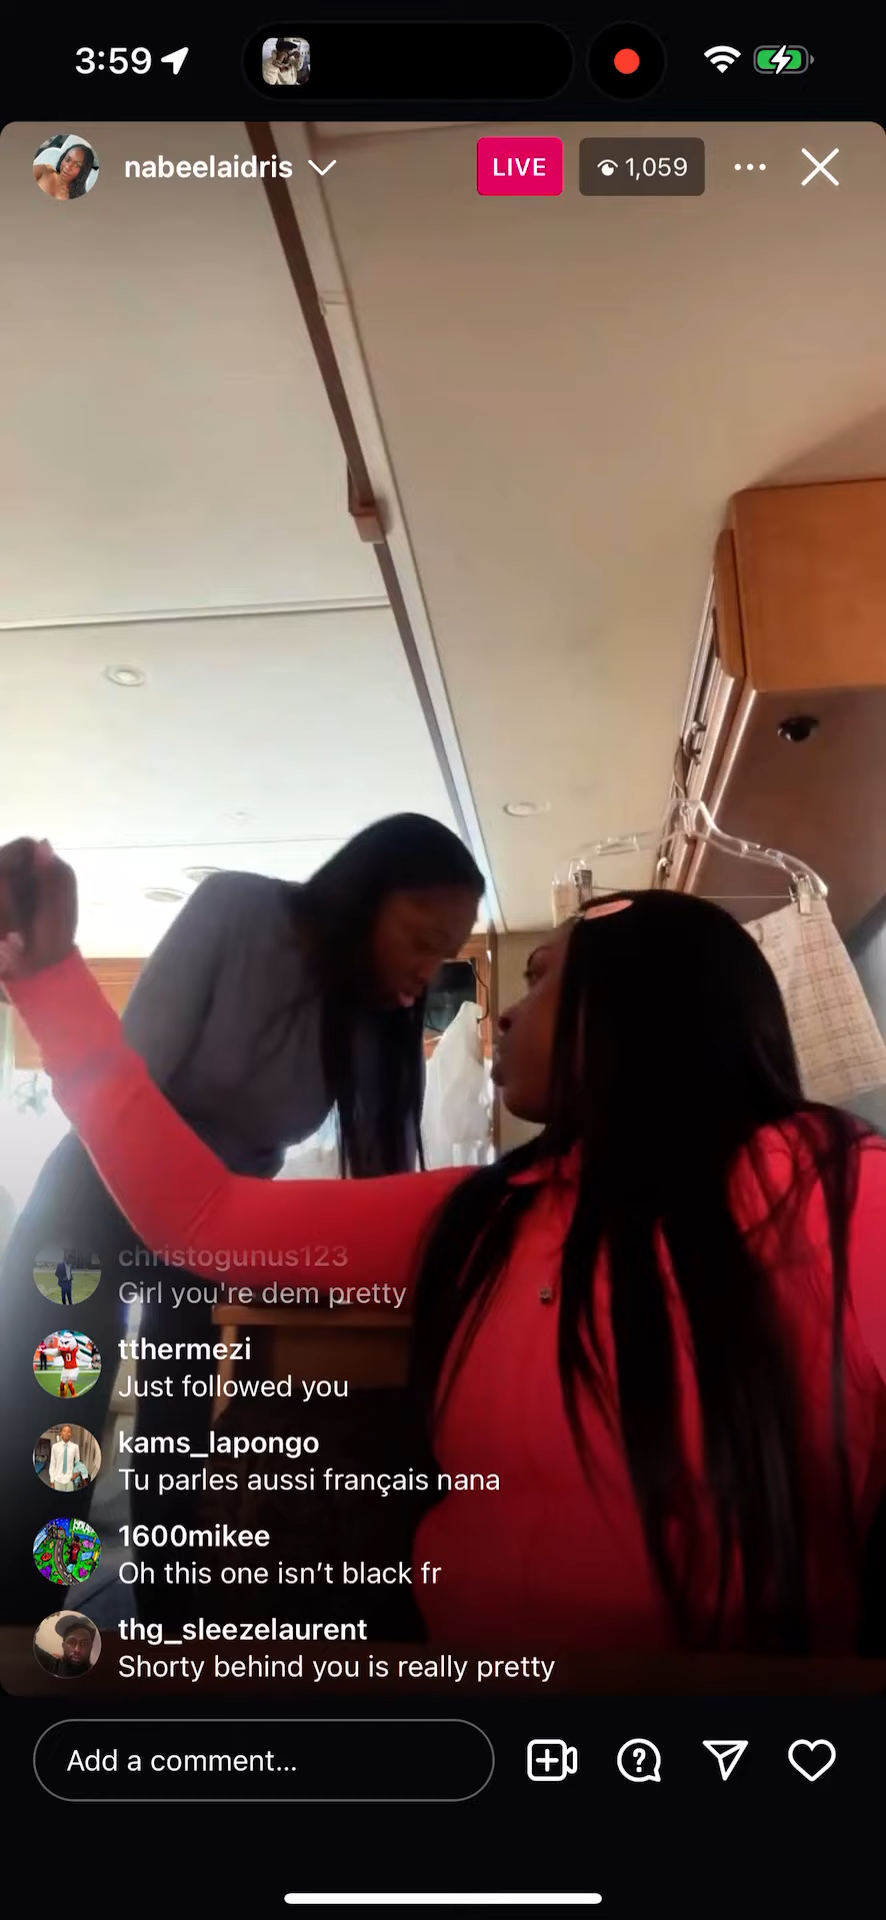 3:59
nabeelaidris
LIVE
1,059
christogunus123
Girl you're dem pretty
tthermezi
Just followed you
kams_lapongo
Tu parles aussi français nana
1600mikee
Oh this one isn't black fr
thg_sleezelaurent
Shorty behind you is really pretty
Add a comment...